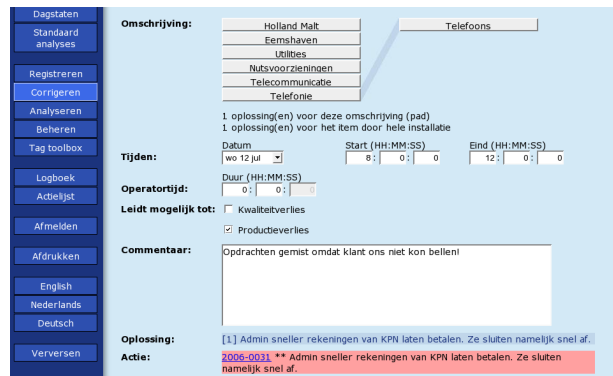 Dagstaten
Standaard
analyses
Registreren
Corrigeren
Analyseren
Beheren
Tag toolbox
Logboek
Actielijst
Afmelden
Afdrukken
English
Nederlands
Deutsch
Verversen
Omschrijving:
Holland Malt
Eemshaven
Utilities
Nutsvoorzieningen
Telecommunicatie
Telefonie
Telefoons
1 oplossing(en) voor deze omschrijving (pad)
1 oplossing(en) voor het item door hele installatie
Tijden:
Datum
wo 12 jul
Start (HH:MM:SS)
8 : 0 : 0
Eind (HH:MM:SS)
12 : 0 : 0
Operatortijd:
Duur (HH:MM:SS)
0 : 0 : 0
Leidt mogelijk tot:
Kwaliteitverlies
Productieverlies
Commentaar:
Opdrachten gemist omdat klant ons niet kon bellen!
Oplossing:
[1] Admin sneller rekeningen van KPN laten betalen. Ze sluiten namelijk snel af.
Actie:
2006-0031 ** Admin sneller rekeningen van KPN laten betalen. Ze sluiten
namelijk snel af.